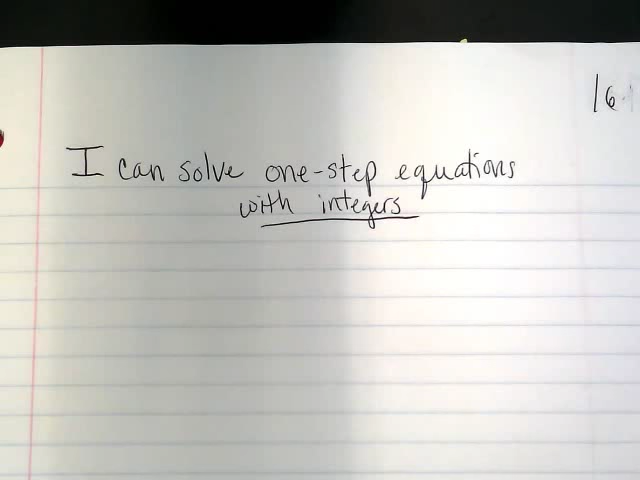 16.
I can solve one-step equations
with integers